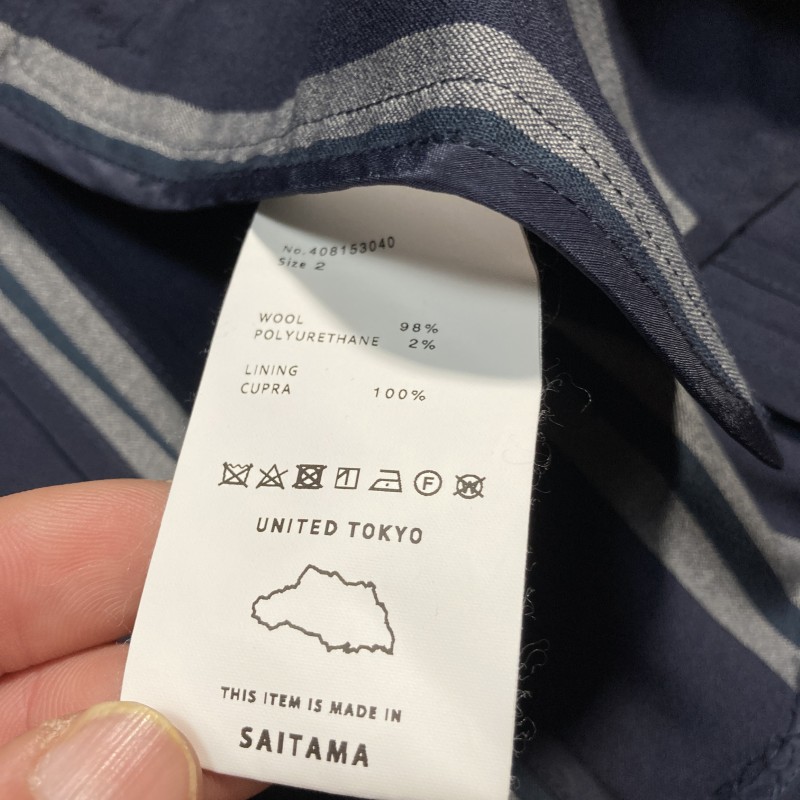 No.408153040
Size 2
WOOL 98%
POLYURETHANE 2%
LINING
CUPRA 100%
F W
UNITED TOKYO
THIS ITEM IS MADE IN
SAITAMA